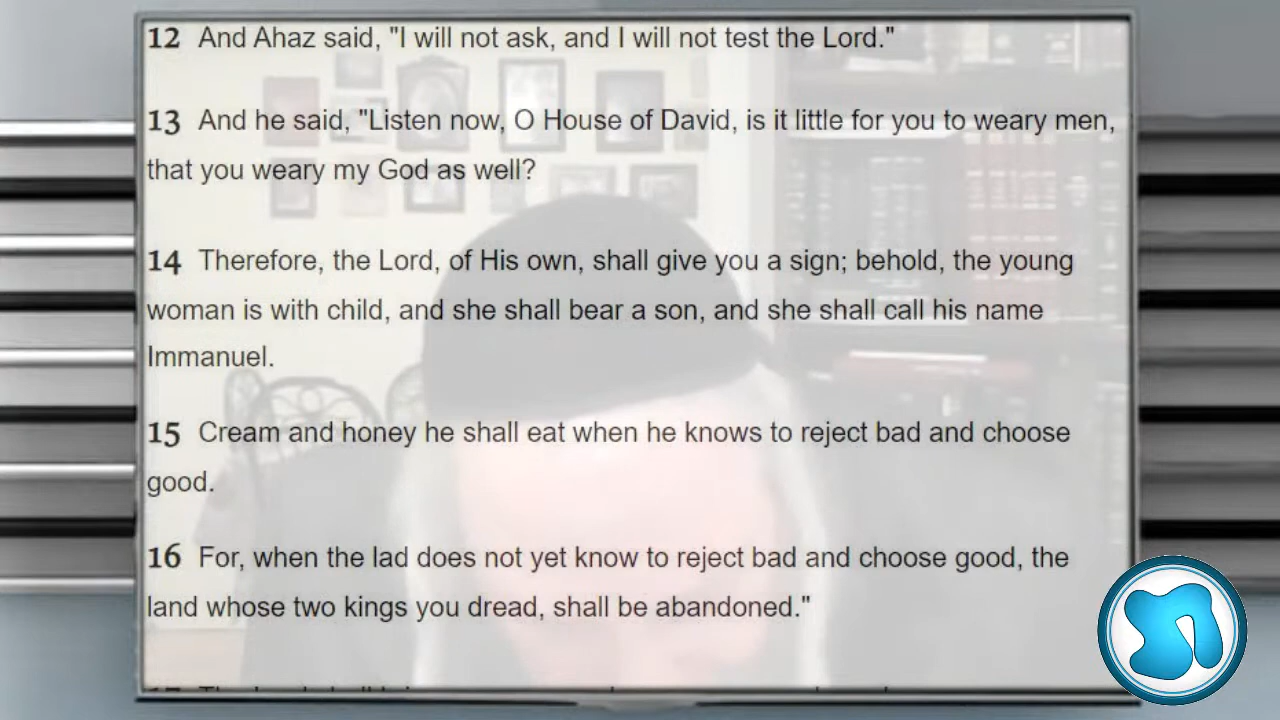 12 And Ahaz said, "I will not ask, and I will not test the Lord."
13 And he said, "Listen now, O House of David, is it little for you to weary men,
that you weary my God as well?
14 Therefore, the Lord, of His own, shall give you a sign; behold, the young
woman is with child, and she shall bear a son, and she shall call his name
Immanuel.
15 Cream and honey he shall eat when he knows to reject bad and choose
good.
16 For, when the lad does not yet know to reject bad and choose good, the
land whose two kings you dread, shall be abandoned."